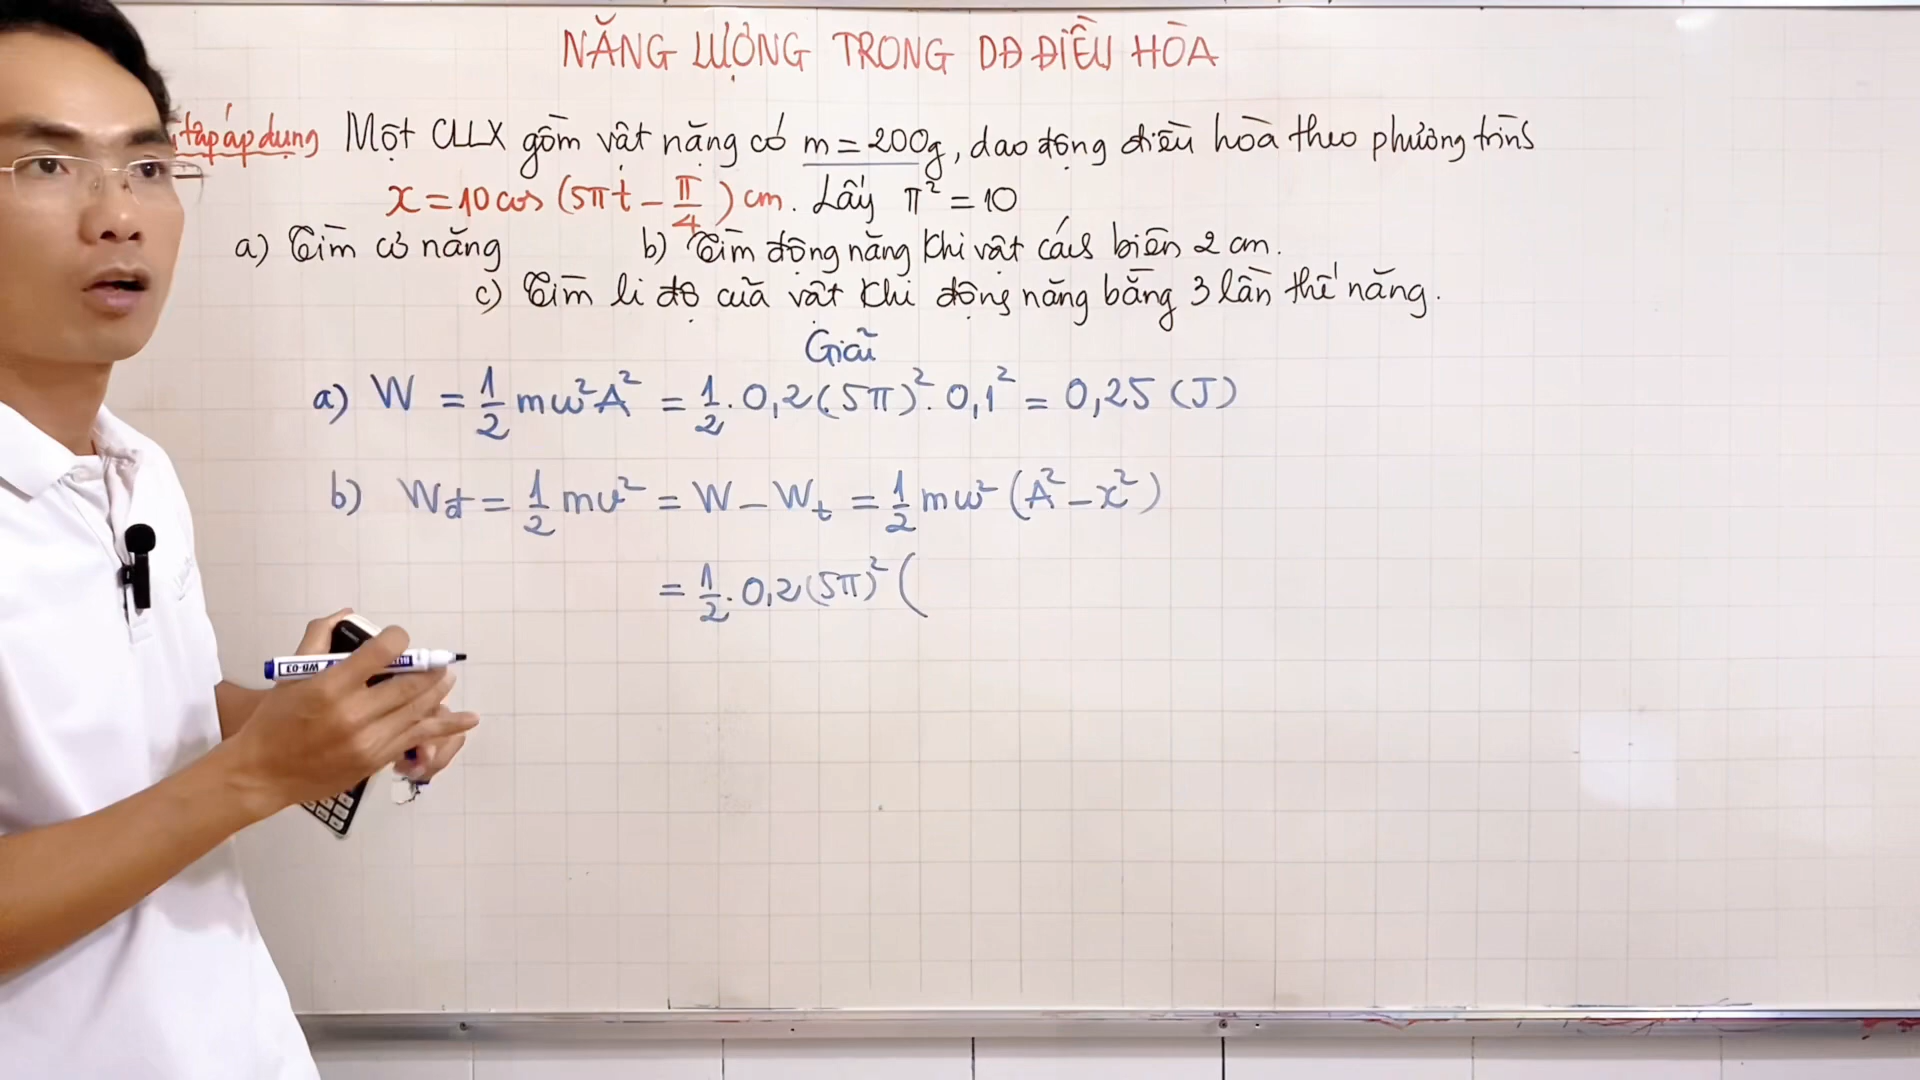 NĂNG LƯỢNG TRONG DĐ ĐIỀU HÒA
tập áp dụng Một CLLX gồm vật nặng có m = 200g, dao động điều hòa theo phương trình
x = 10 cos (5πt - π/4) cm. Lấy π² = 10
a) Tìm cơ năng b) Tìm động năng khi vật cách biên 2 cm.
c) Tìm li độ của vật khi động năng bằng 3 lần thế năng.
Giải
a) W = 1/2 mω²A² = 1/2 . 0,2 (5π)² . 0,1² = 0,25 (J)
b) Wđ = 1/2 mv² = W - Wt = 1/2 mω² (A² - x²)
= 1/2 . 0,2 (5π)² (
WB-03